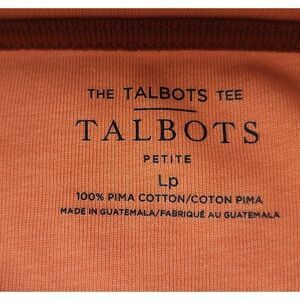 THE TALBOTS TEE
TALBOTS
PETITE
Lp
100% PIMA COTTON/COTON PIMA
MADE IN GUATEMALA/FABRIQUÉ AU GUATEMALA